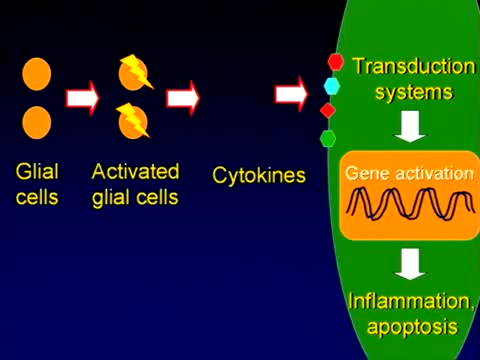 Glial
cells
Activated
glial cells
Cytokines
Transduction
systems
Gene activation
Inflammation,
apoptosis